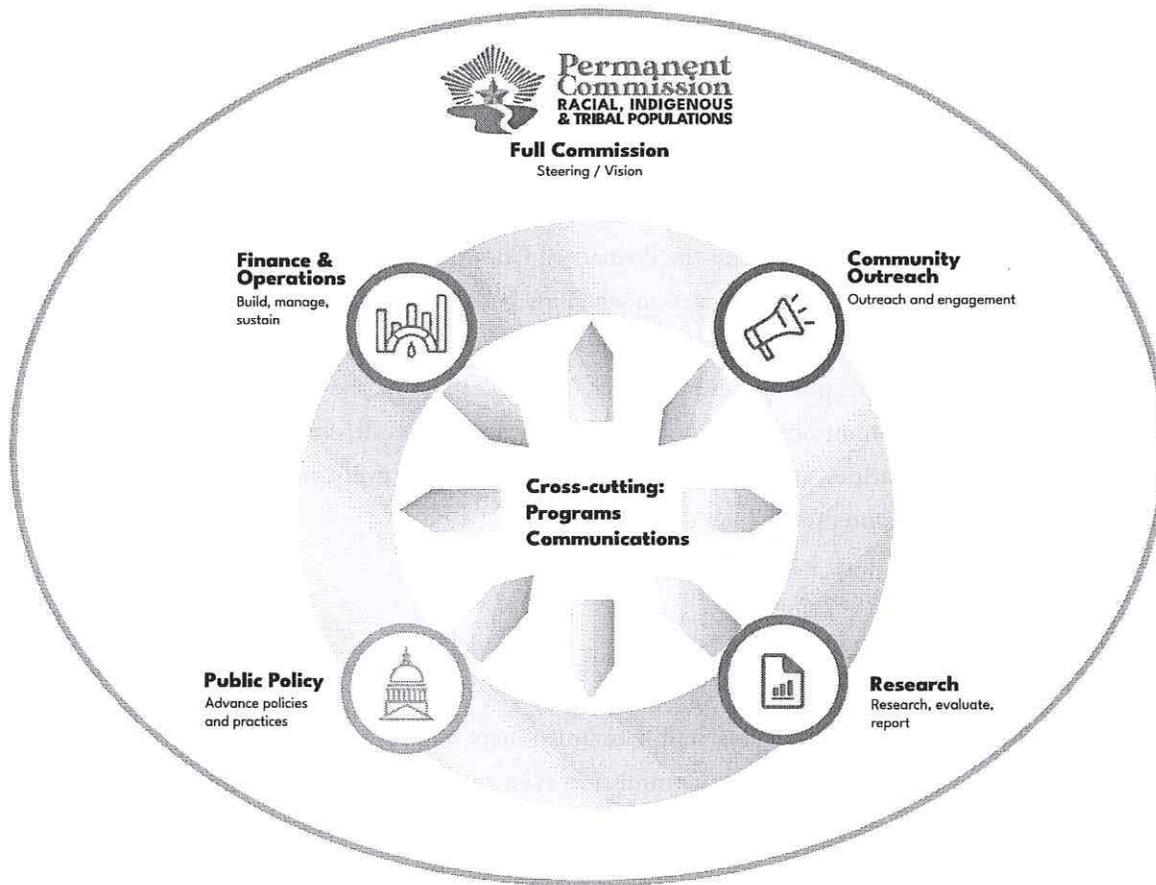 Permanent
Commission
RACIAL, INDIGENOUS
& TRIBAL POPULATIONS
Full Commission
Steering / Vision
Finance &
Operations
Build, manage,
sustain
Community
Outreach
Outreach and engagement
Cross-cutting:
Programs
Communications
Public Policy
Advance policies
and practices
Research
Research, evaluate,
report